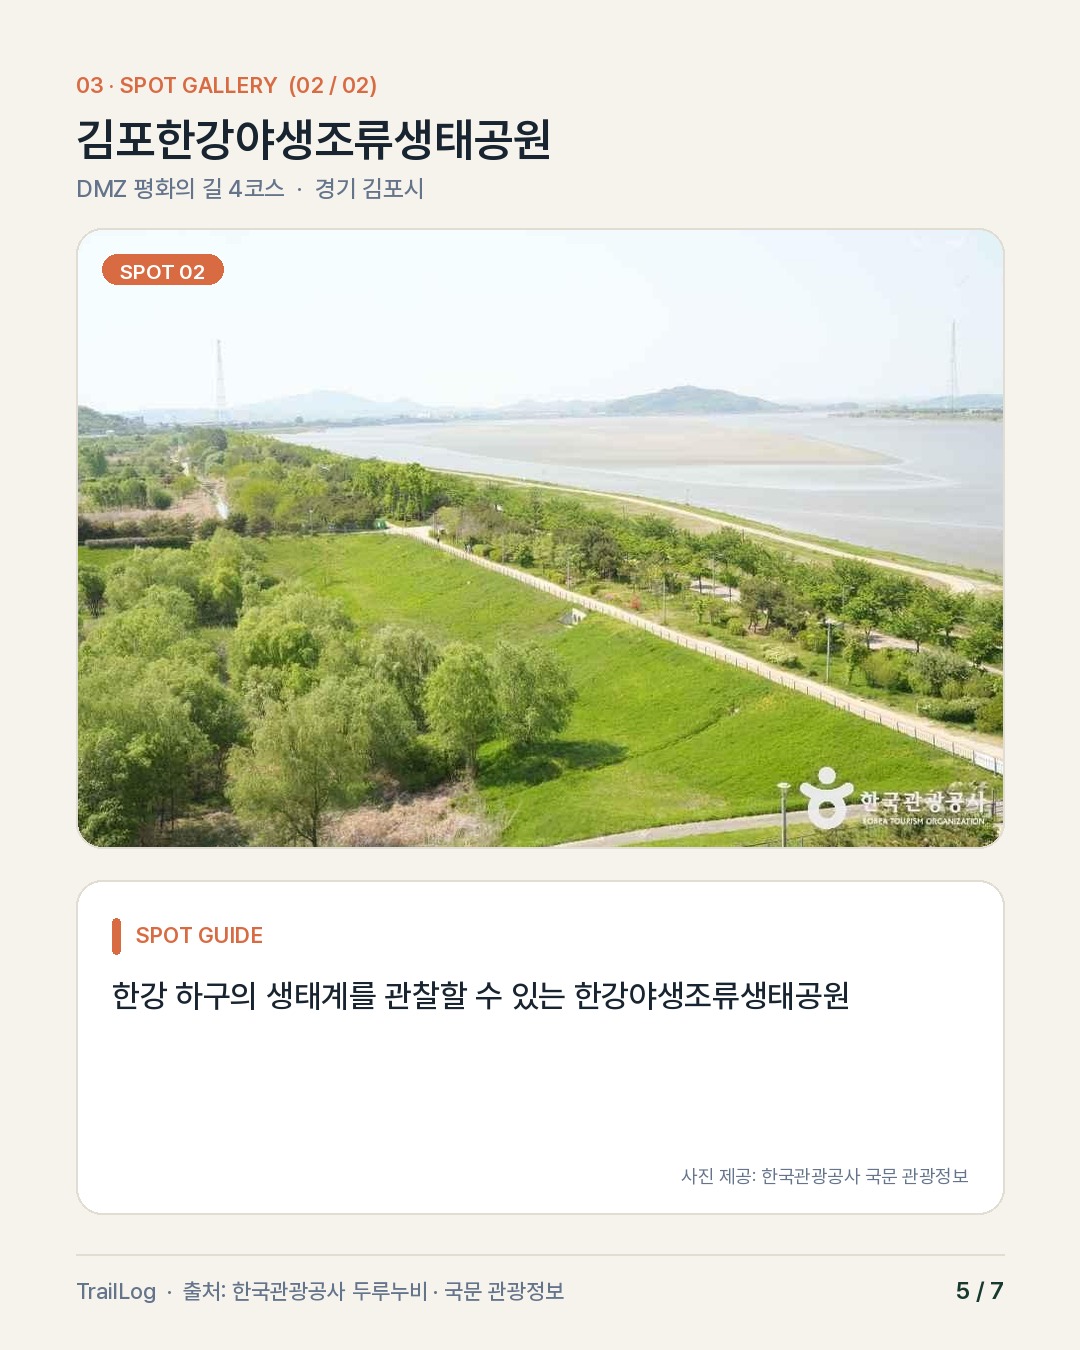 03 · SPOT GALLERY (02 / 02)
김포한강야생조류생태공원
DMZ 평화의 길 4코스 · 경기 김포시
SPOT 02
한국관광공사
KOREA TOURISM ORGANIZATION
SPOT GUIDE
한강 하구의 생태계를 관찰할 수 있는 한강야생조류생태공원
사진 제공: 한국관광공사 국문 관광정보
TrailLog · 출처: 한국관광공사 두루누비 · 국문 관광정보
5 / 7